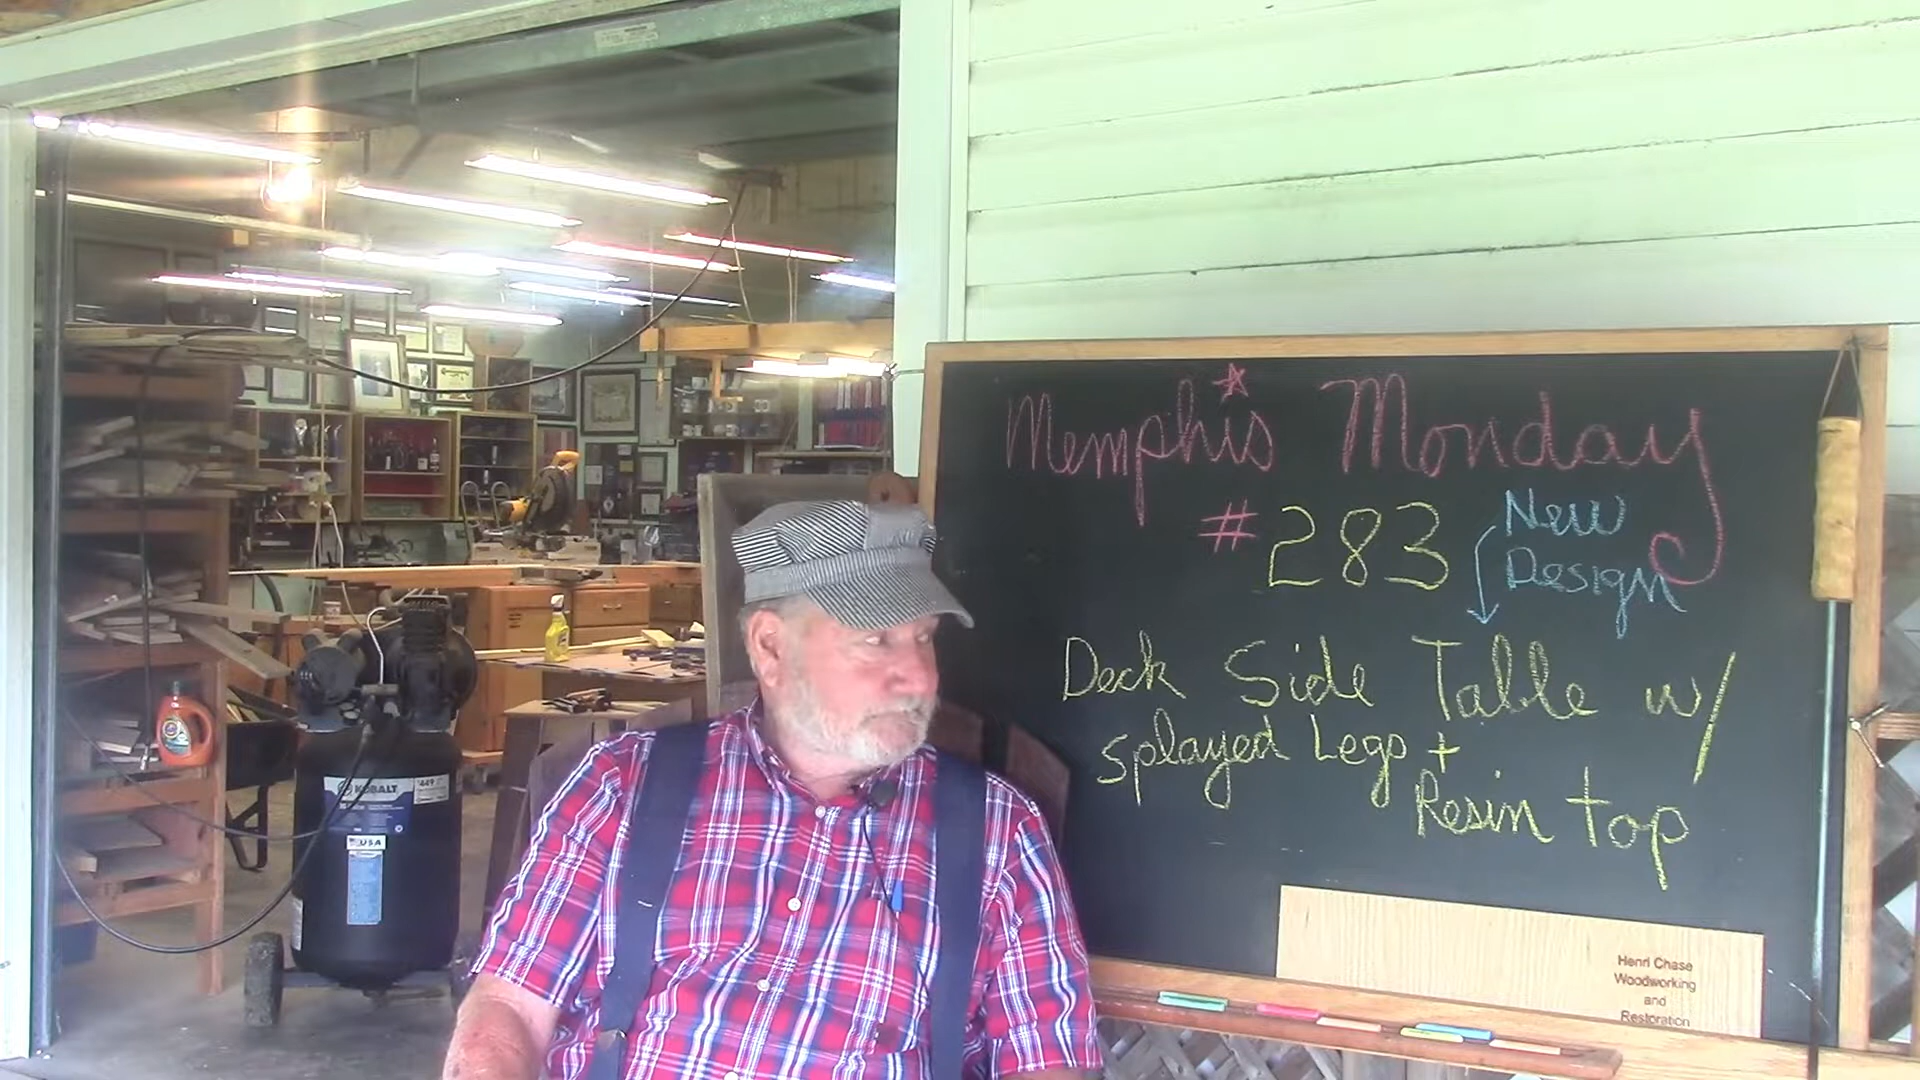 Memphis Monday
# 283
New
Design
Deck Side Table w/
Splayed Legs +
Resin top
Henri Chase
Woodworking
and
Restoration
KOBALT
USA